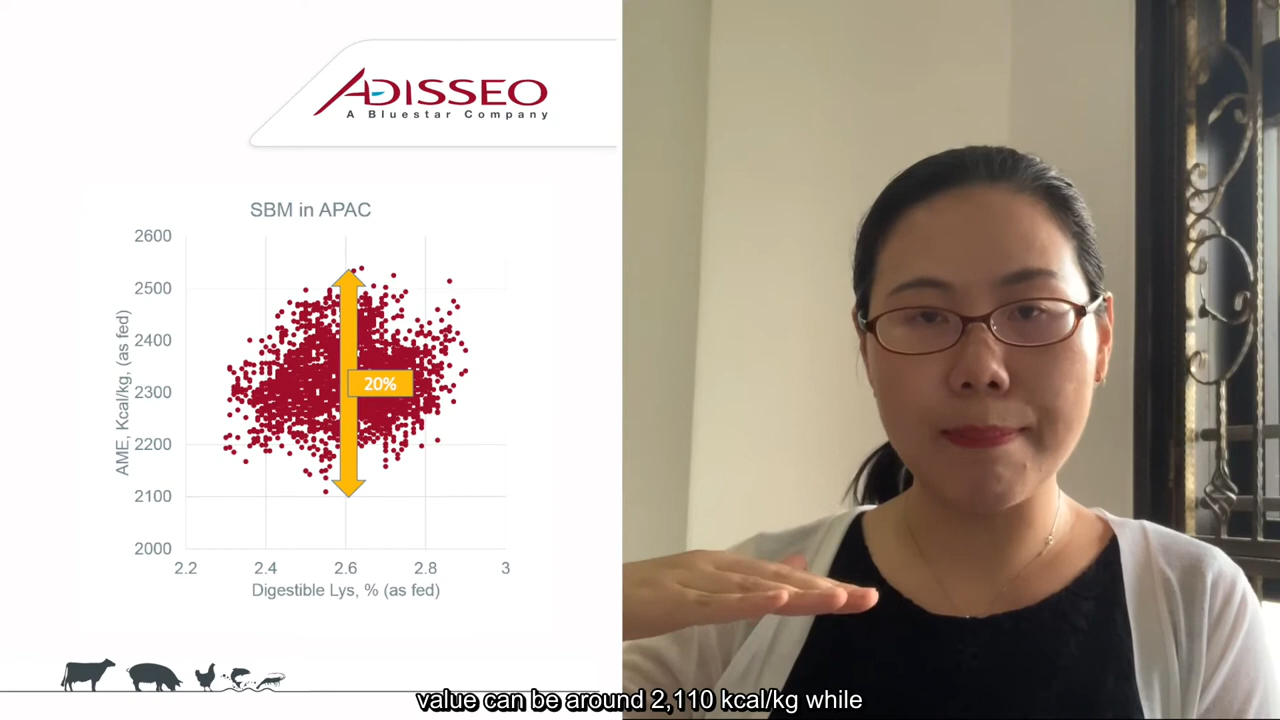 ADISSEO
A Bluestar Company
SBM in APAC
2600
2500
2400
2300
2200
2100
2000
AME, Kcal/kg, (as fed)
20%
2.2 2.4 2.6 2.8 3
Digestible Lys, % (as fed)
value can be around 2,110 kcal/kg while